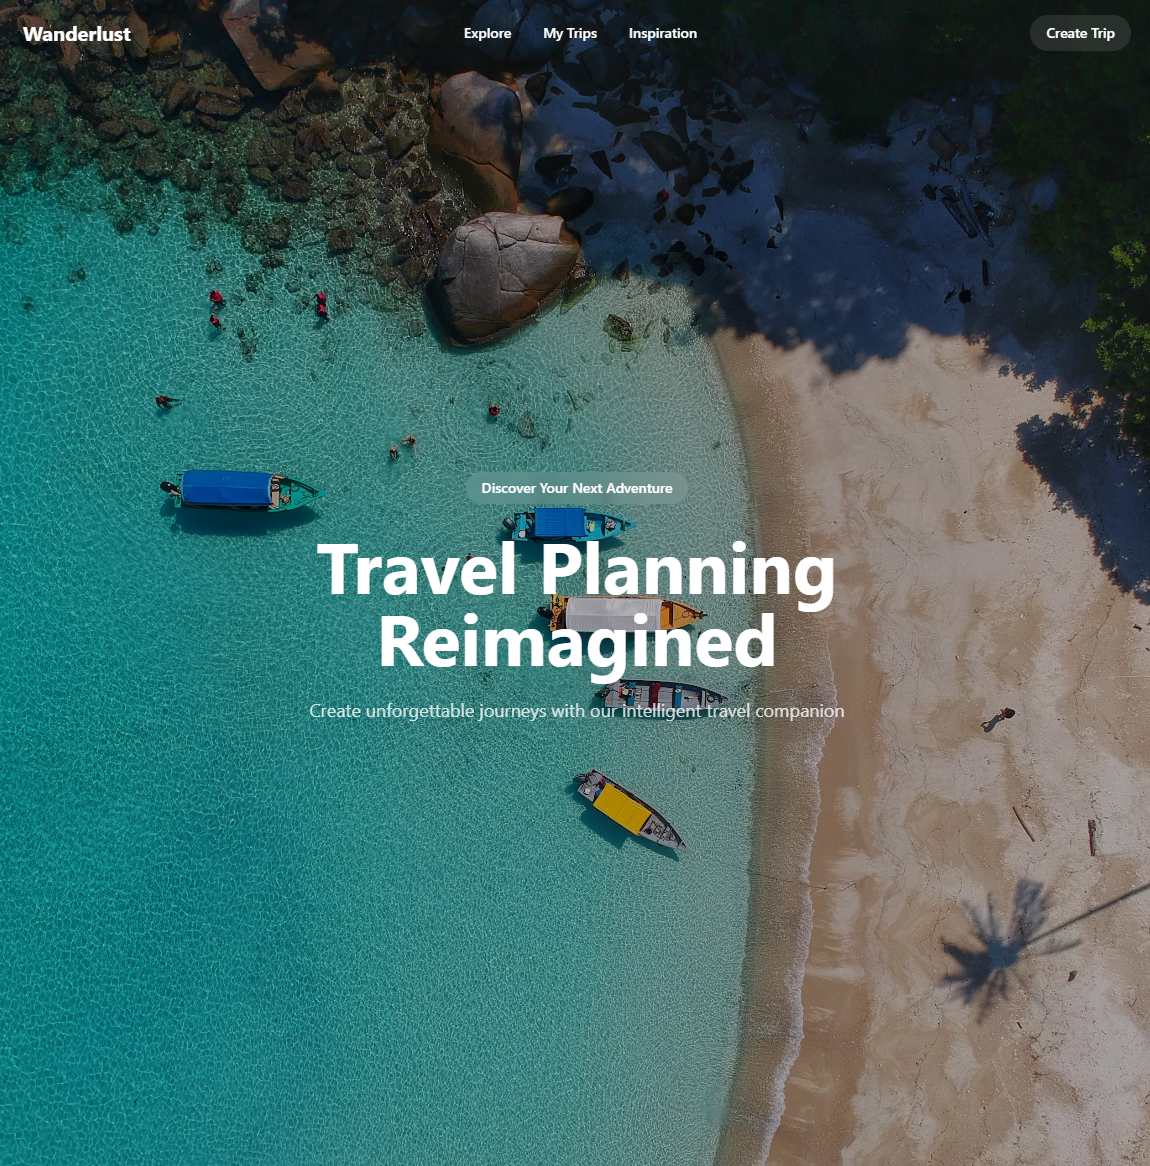 Wanderlust
Explore
My Trips
Inspiration
Create Trip
Discover Your Next Adventure
Travel Planning
Reimagined
Create unforgettable journeys with our intelligent travel companion